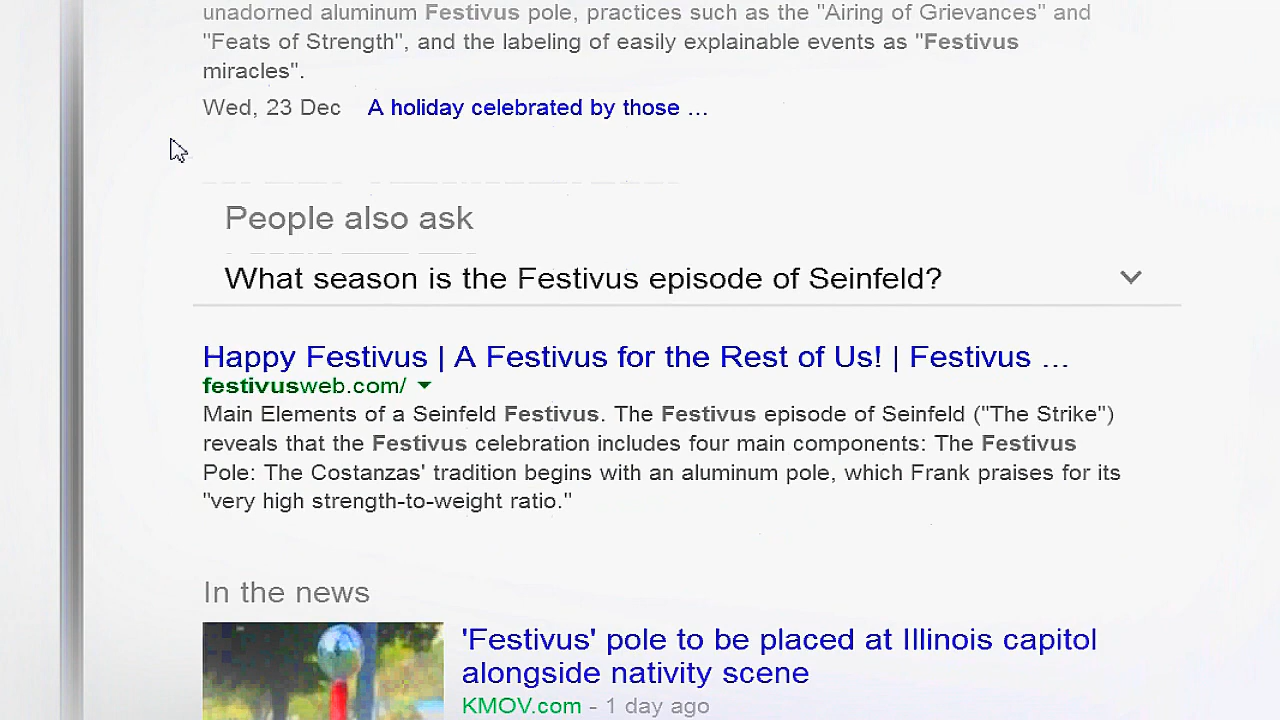 unadorned aluminum Festivus pole, practices such as the "Airing of Grievances" and
"Feats of Strength", and the labeling of easily explainable events as "Festivus
miracles".
Wed, 23 Dec A holiday celebrated by those ...
People also ask
What season is the Festivus episode of Seinfeld?
Happy Festivus | A Festivus for the Rest of Us! | Festivus ...
festivusweb.com/
Main Elements of a Seinfeld Festivus. The Festivus episode of Seinfeld ("The Strike")
reveals that the Festivus celebration includes four main components: The Festivus
Pole: The Costanzas' tradition begins with an aluminum pole, which Frank praises for its
"very high strength-to-weight ratio."
In the news
'Festivus' pole to be placed at Illinois capitol
alongside nativity scene
KMOV.com - 1 day ago